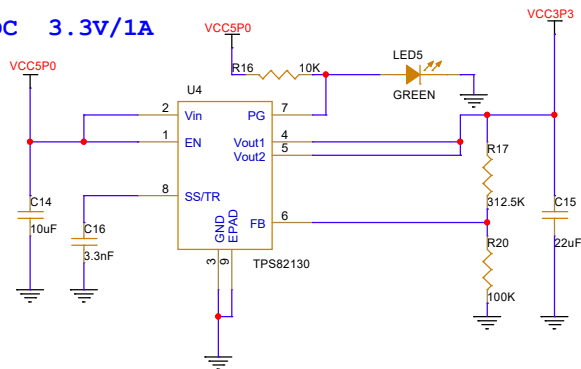 DC 3.3V/1A
VCC5P0
VCC5P0
VCC3P3
R16
10K
LED5
GREEN
U4
2
Vin
PG
7
1
EN
Vout1
4
Vout2
5
R17
312.5K
8
SS/TR
FB
6
C14
10uF
C16
3.3nF
GND
EPAD
3
9
TPS82130
R20
100K
C15
22uF